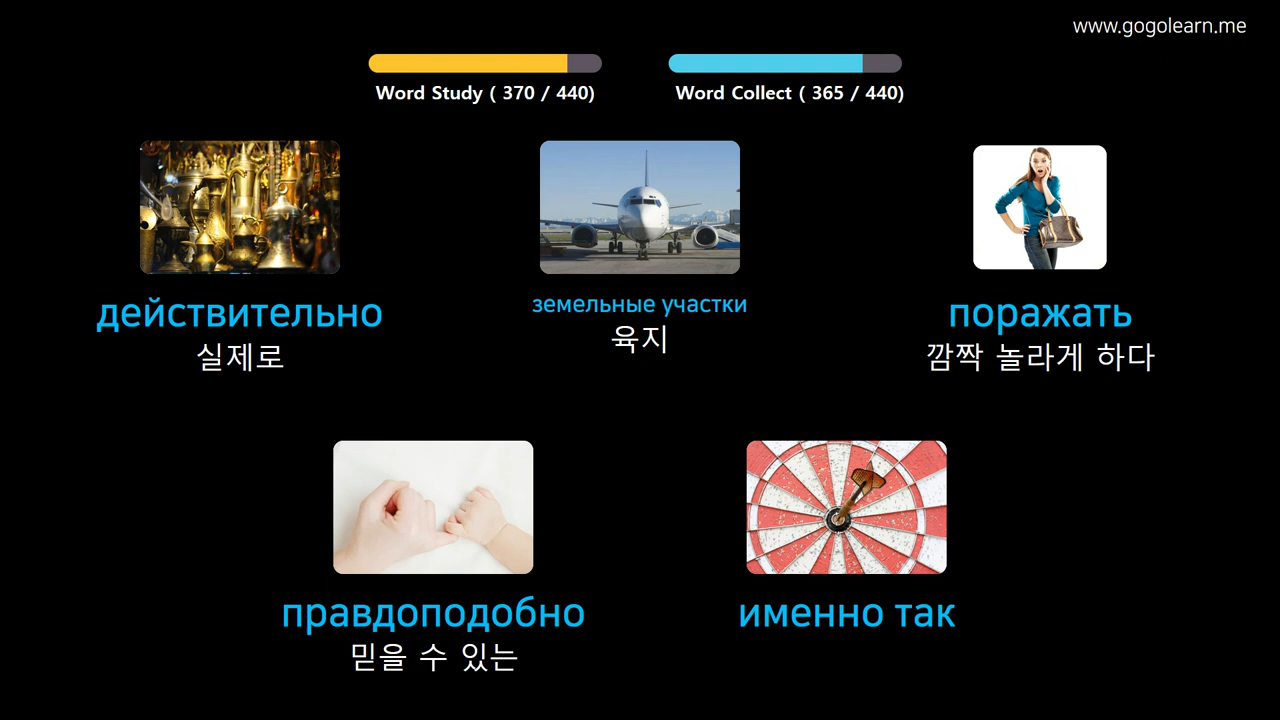 www.gogolearn.me
Word Study ( 370 / 440)
Word Collect ( 365 / 440)
действительно
실제로
земельные участки
육지
поражать
깜짝 놀라게 하다
правдоподобно
믿을 수 있는
именно так